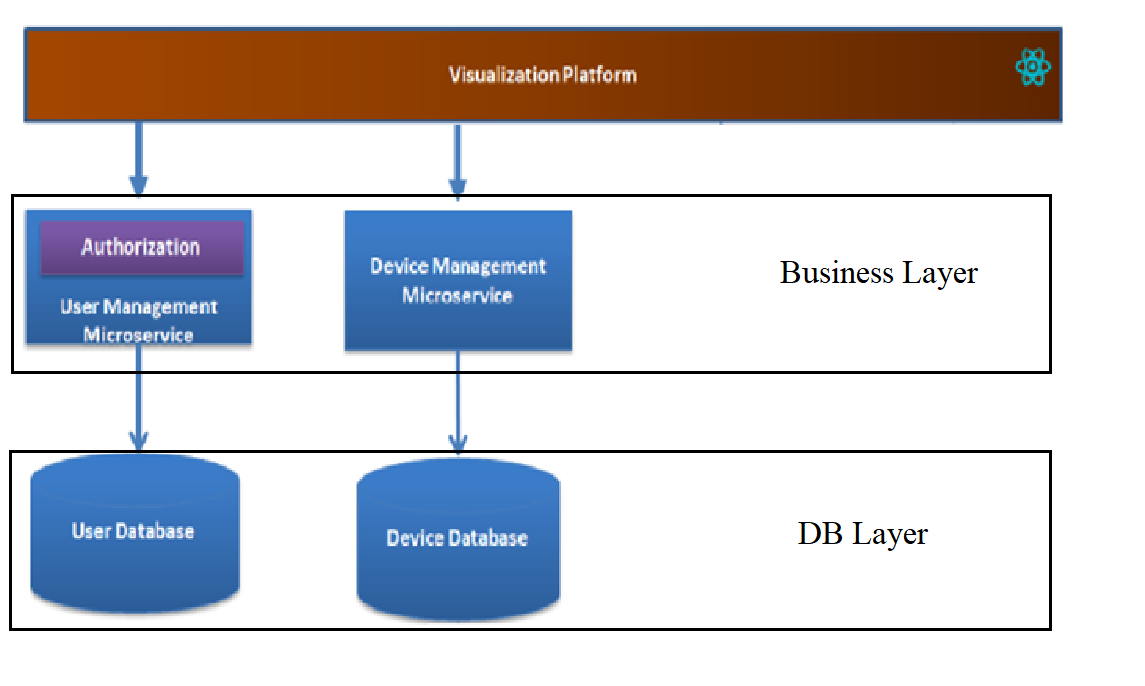 Visualization Platform
Authorization
User Management
Microservice
Device Management
Microservice
Business Layer
User Database
Device Database
DB Layer